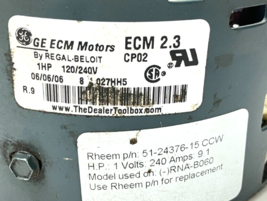 GE ECM Motors ECM 2.3
By REGAL-BELOIT CP02
1HP 120/240V
06/06/06 8 027HH5
R.9
www.TheDealerToolbox.com
Rheem p/n: 51-24376-15 CCW
H.P.: 1 Volts. 240 Amps. 9.1
Model used on: (-)RNA-B060
Use Rheem p/n for replacement